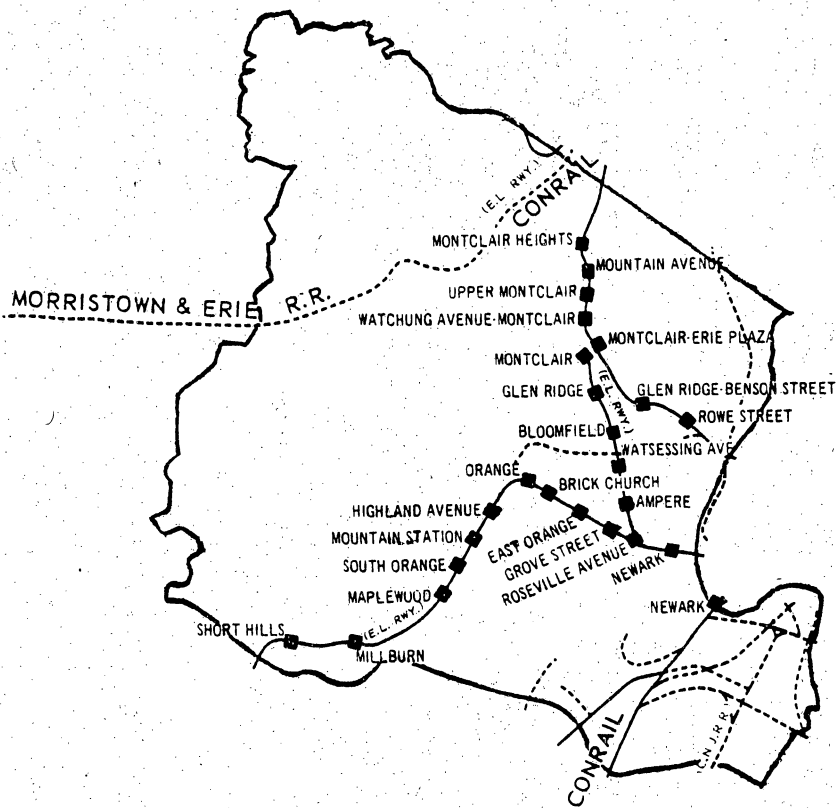 (E.L. RWY.)
CONRAIL
MONTCLAIR HEIGHTS
MOUNTAIN AVENUE
UPPER MONTCLAIR
MORRISTOWN & ERIE R.R.
WATCHUNG AVENUE-MONTCLAIR
MONTCLAIR-ERIE PLAZA
MONTCLAIR
(E.L. RWY.)
GLEN RIDGE
GLEN RIDGE-BENSON STREET
ROWE STREET
BLOOMFIELD
WATSESSING AVE.
ORANGE
BRICK CHURCH
AMPERE
HIGHLAND AVENUE
MOUNTAIN STATION
EAST ORANGE
GROVE STREET
ROSEVILLE AVENUE
NEWARK
SOUTH ORANGE
MAPLEWOOD
NEWARK
(E.L. RWY.)
SHORT HILLS
MILLBURN
CONRAIL
(C.N.J.R.R.)